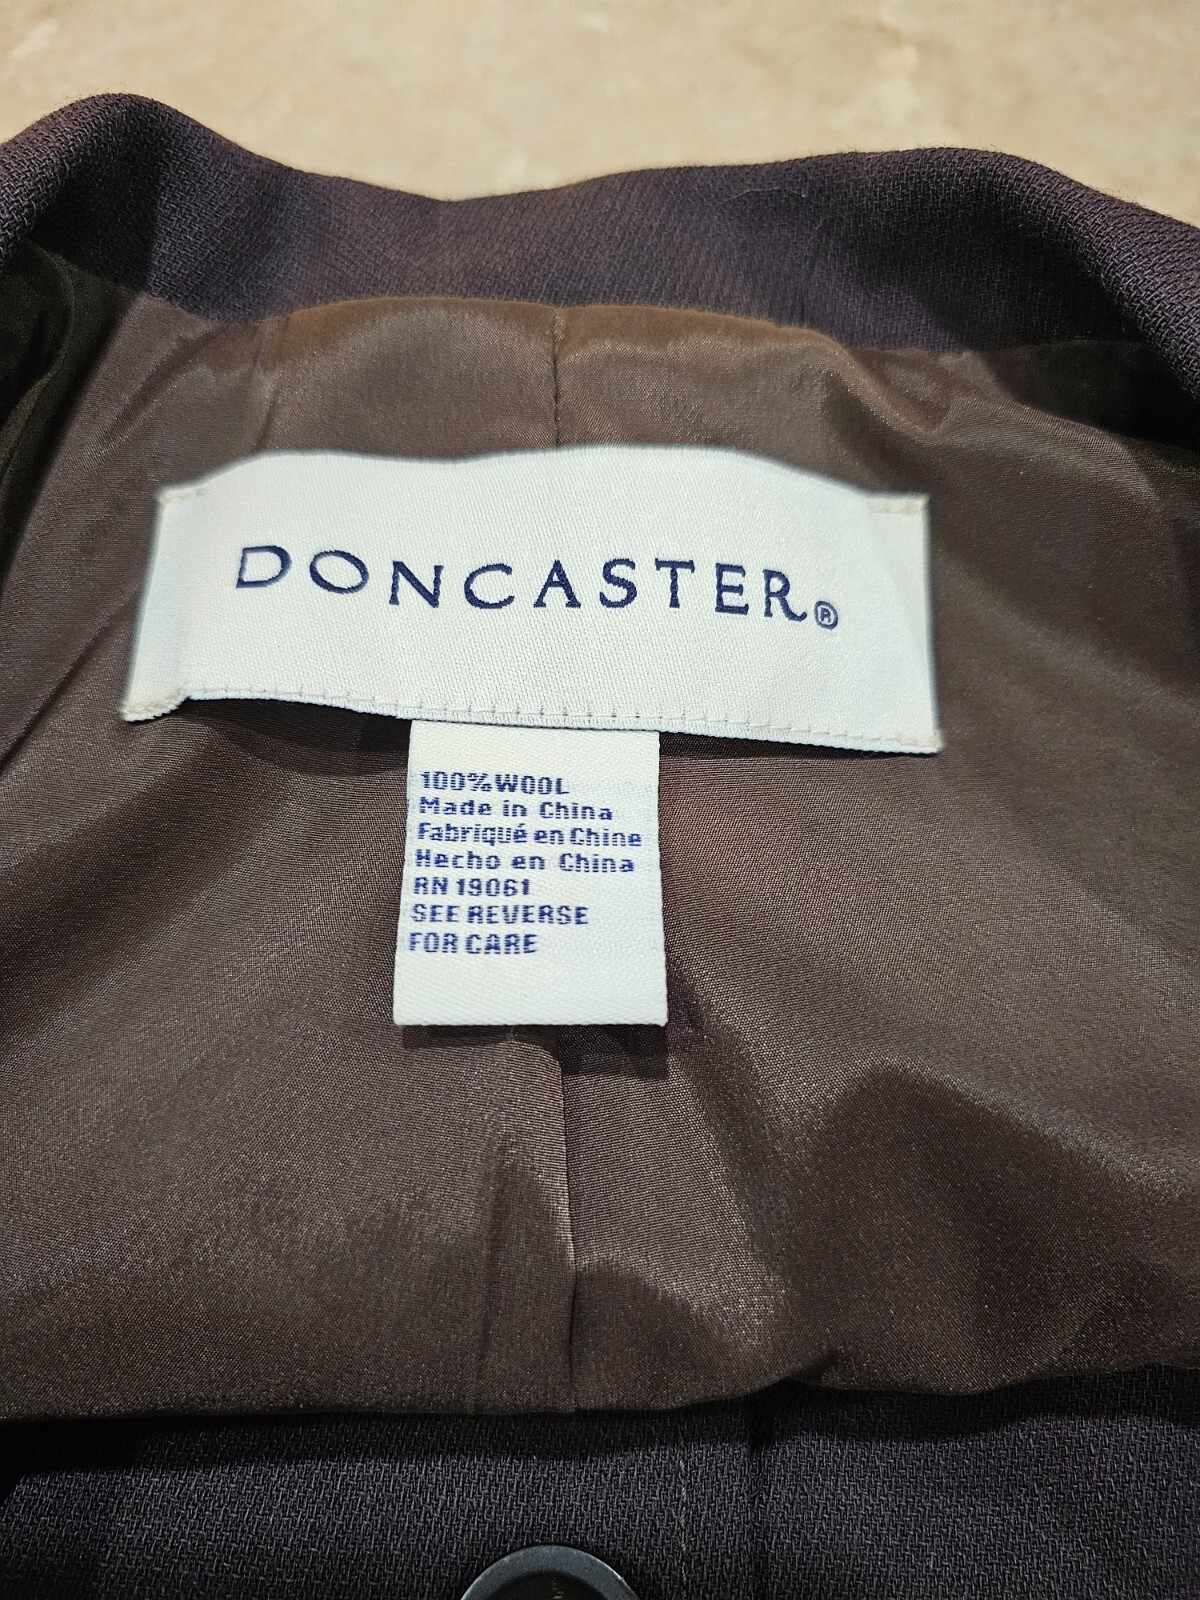 DONCASTER®
100%WOOL
Made in China
Fabriqué en Chine
Hecho en China
RN 19061
SEE REVERSE
FOR CARE